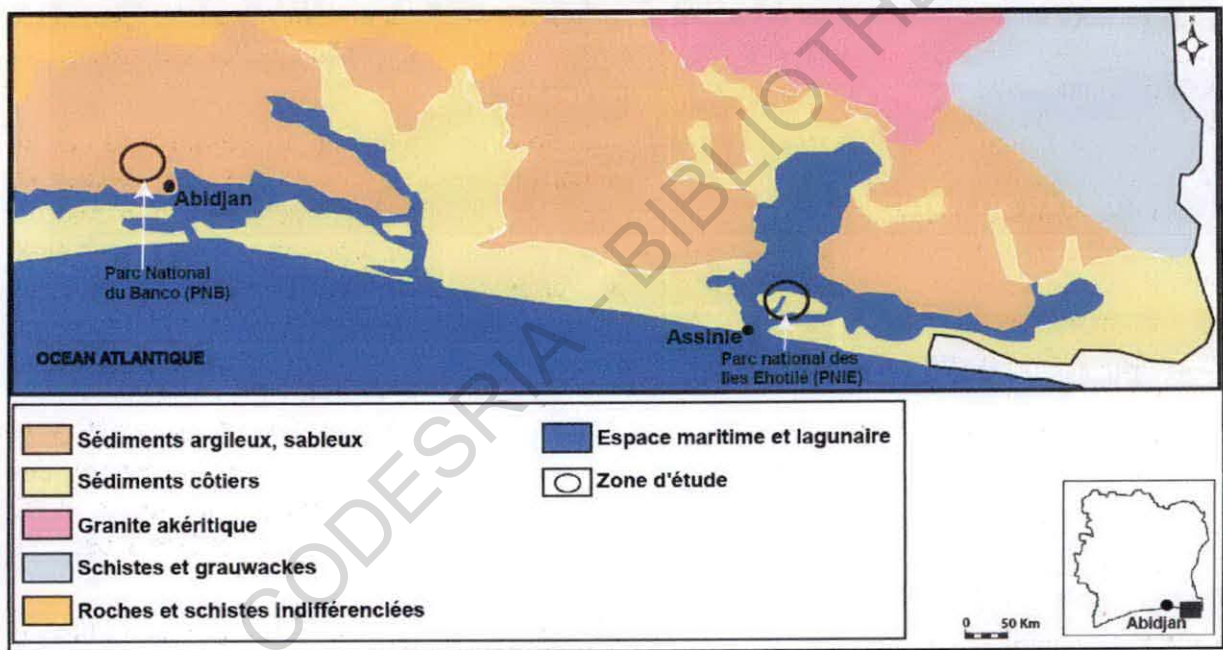 N
Abidjan
Parc National
du Banco (PNB)
OCEAN ATLANTIQUE
Assinie
Parc national des
îles Ehotilé (PNIE)
Sédiments argileux, sableux
Sédiments côtiers
Granite akéritique
Schistes et grauwackes
Roches et schistes indifférenciées
Espace maritime et lagunaire
Zone d'étude
0 50 Km
Abidjan
CODESRIA - BIBLIOTHE